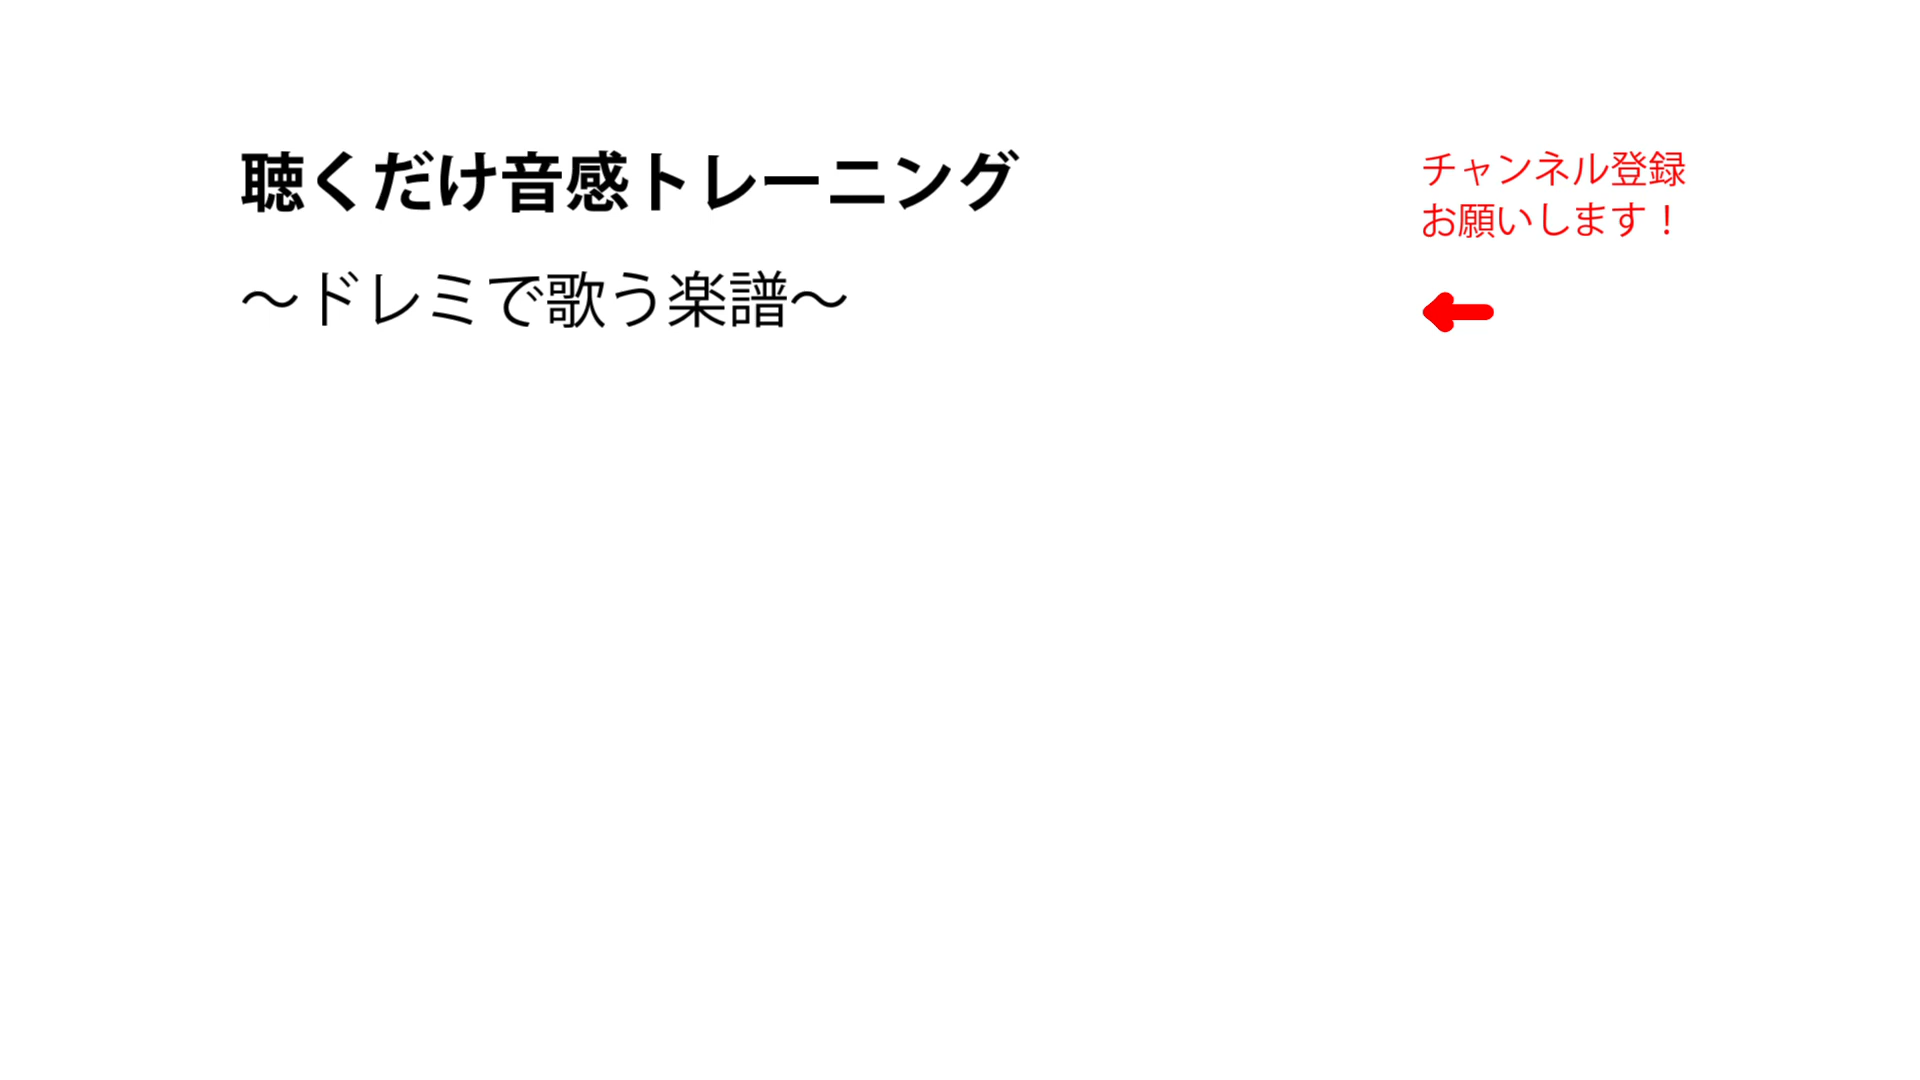 聴くだけ音感トレーニング
～ドレミで歌う楽譜～
チャンネル登録
お願いします！